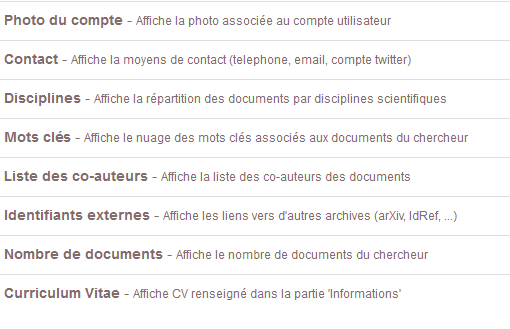 Photo du compte - Affiche la photo associée au compte utilisateur
Contact - Affiche la moyens de contact (telephone, email, compte twitter)
Disciplines - Affiche la répartition des documents par disciplines scientifiques
Mots clés - Affiche le nuage des mots clés associés aux documents du chercheur
Liste des co-auteurs - Affiche la liste des co-auteurs des documents
Identifiants externes - Affiche les liens vers d'autres archives (arXiv, IdRef, ...)
Nombre de documents - Affiche le nombre de documents du chercheur
Curriculum Vitae - Affiche CV renseigné dans la partie 'Informations'